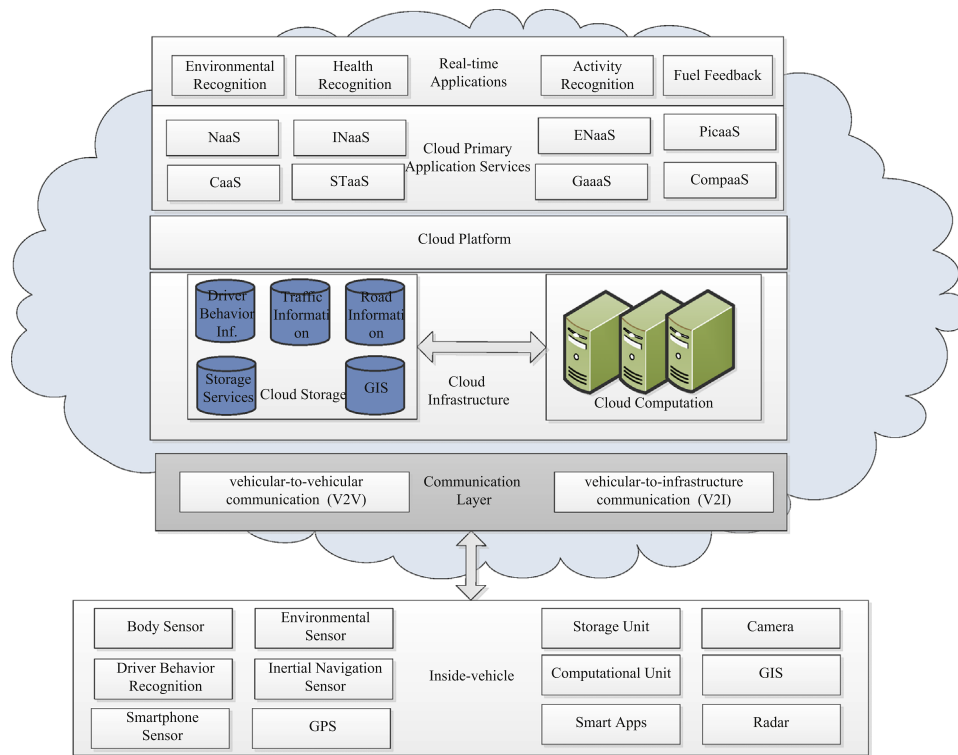 Environmental
Recognition
Health
Recognition
Real-time
Applications
Activity
Recognition
Fuel Feedback
NaaS
INaaS
Cloud Primary
Application Services
ENaaS
PicaaS
CaaS
STaaS
GaaaS
CompaaS
Cloud Platform
Driver
Behavior
Inf.
Traffic
Informati
on
Road
Informati
on
Storage
Services
Cloud Storage
GIS
Cloud
Infrastructure
Cloud Computation
vehicular-to-vehicular
communication (V2V)
Communication
Layer
vehicular-to-infrastructure
communication (V2I)
Body Sensor
Environmental
Sensor
Storage Unit
Camera
Driver Behavior
Recognition
Inertial Navigation
Sensor
Inside-vehicle
Computational Unit
GIS
Smartphone
Sensor
GPS
Smart Apps
Radar